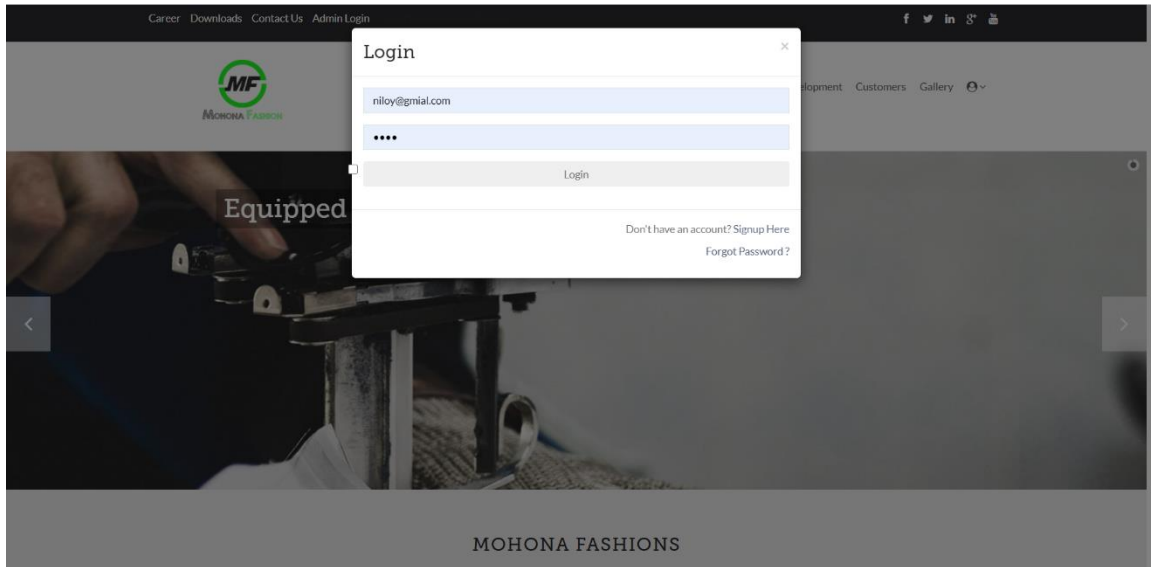 Career Downloads Contact Us Admin Login
Login
×
MF
MOHONA FASHION
niloy@gmial.com
••••
Login
elopment Customers Gallery
Equipped
Don't have an account? Signup Here
Forgot Password ?
MOHONA FASHIONS